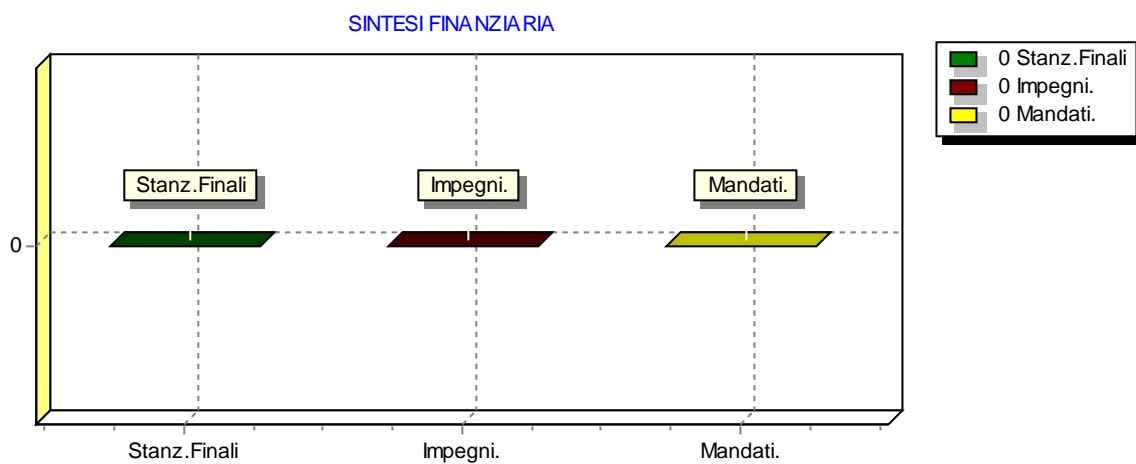 SINTESI FINANZIARIA
0 Stanz.Finali
0 Impegni.
0 Mandati.
Stanz.Finali
Impegni.
Mandati.
0
Stanz.Finali
Impegni.
Mandati.